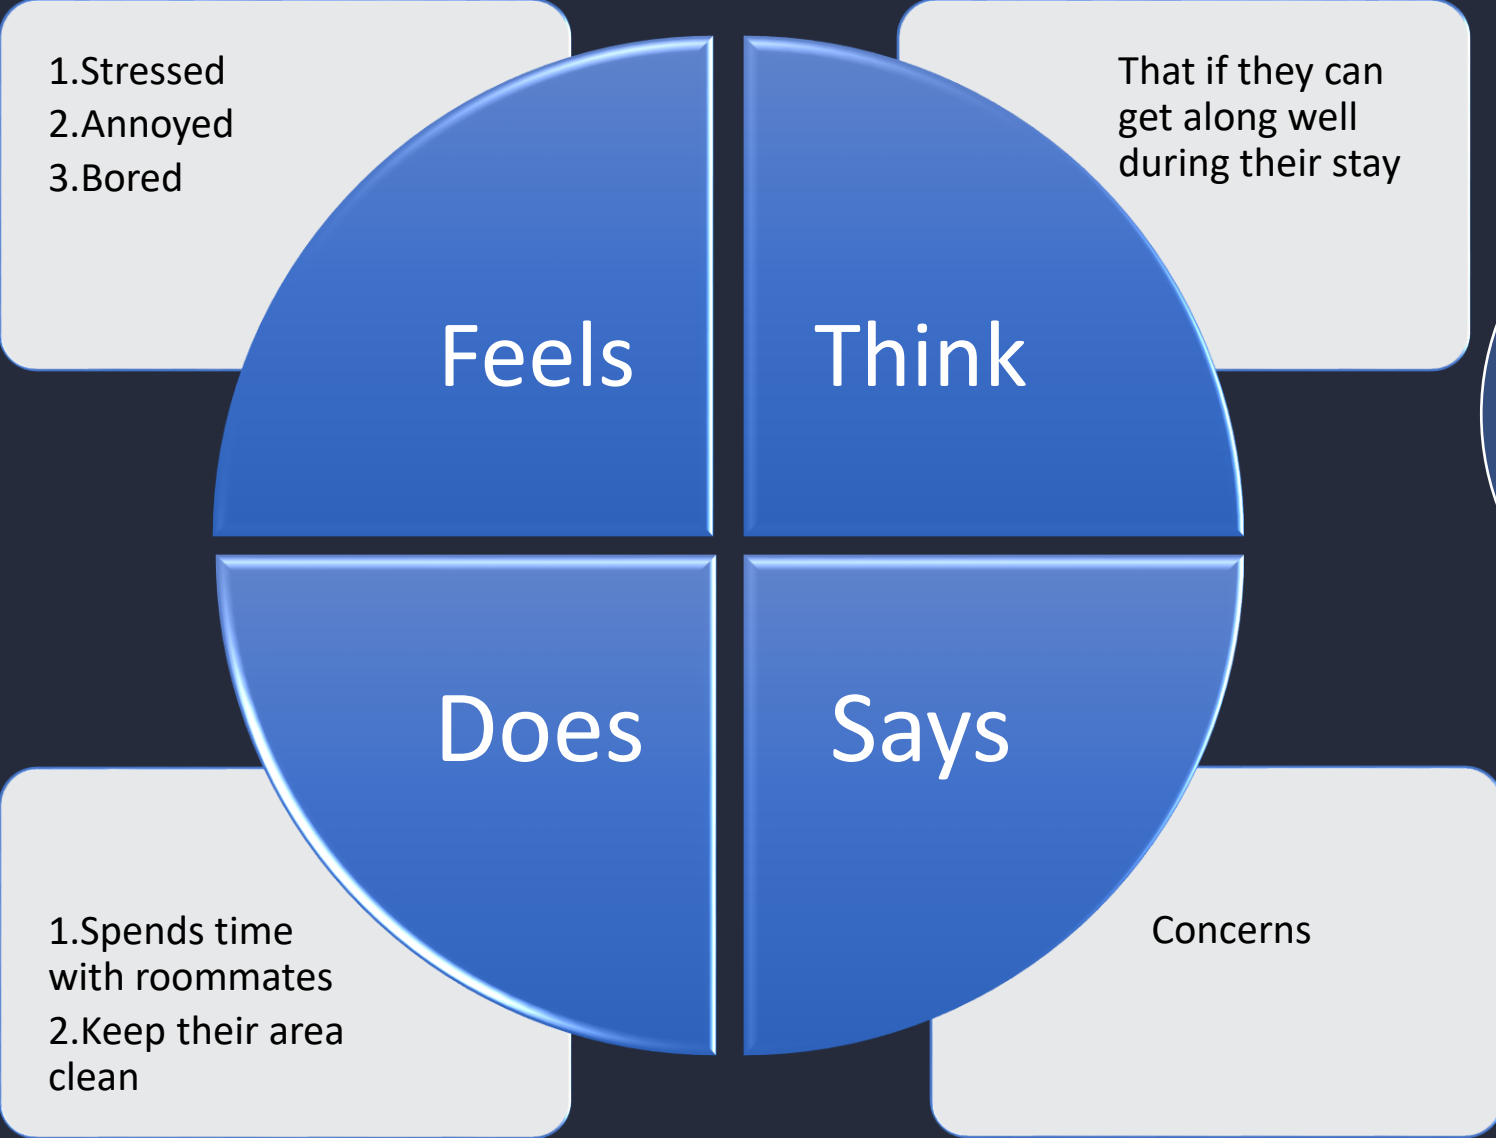 1.Stressed
2.Annoyed
3.Bored
Feels
That if they can
get along well
during their stay
Think
Does
1.Spends time
with roommates
2.Keep their area
clean
Says
Concerns